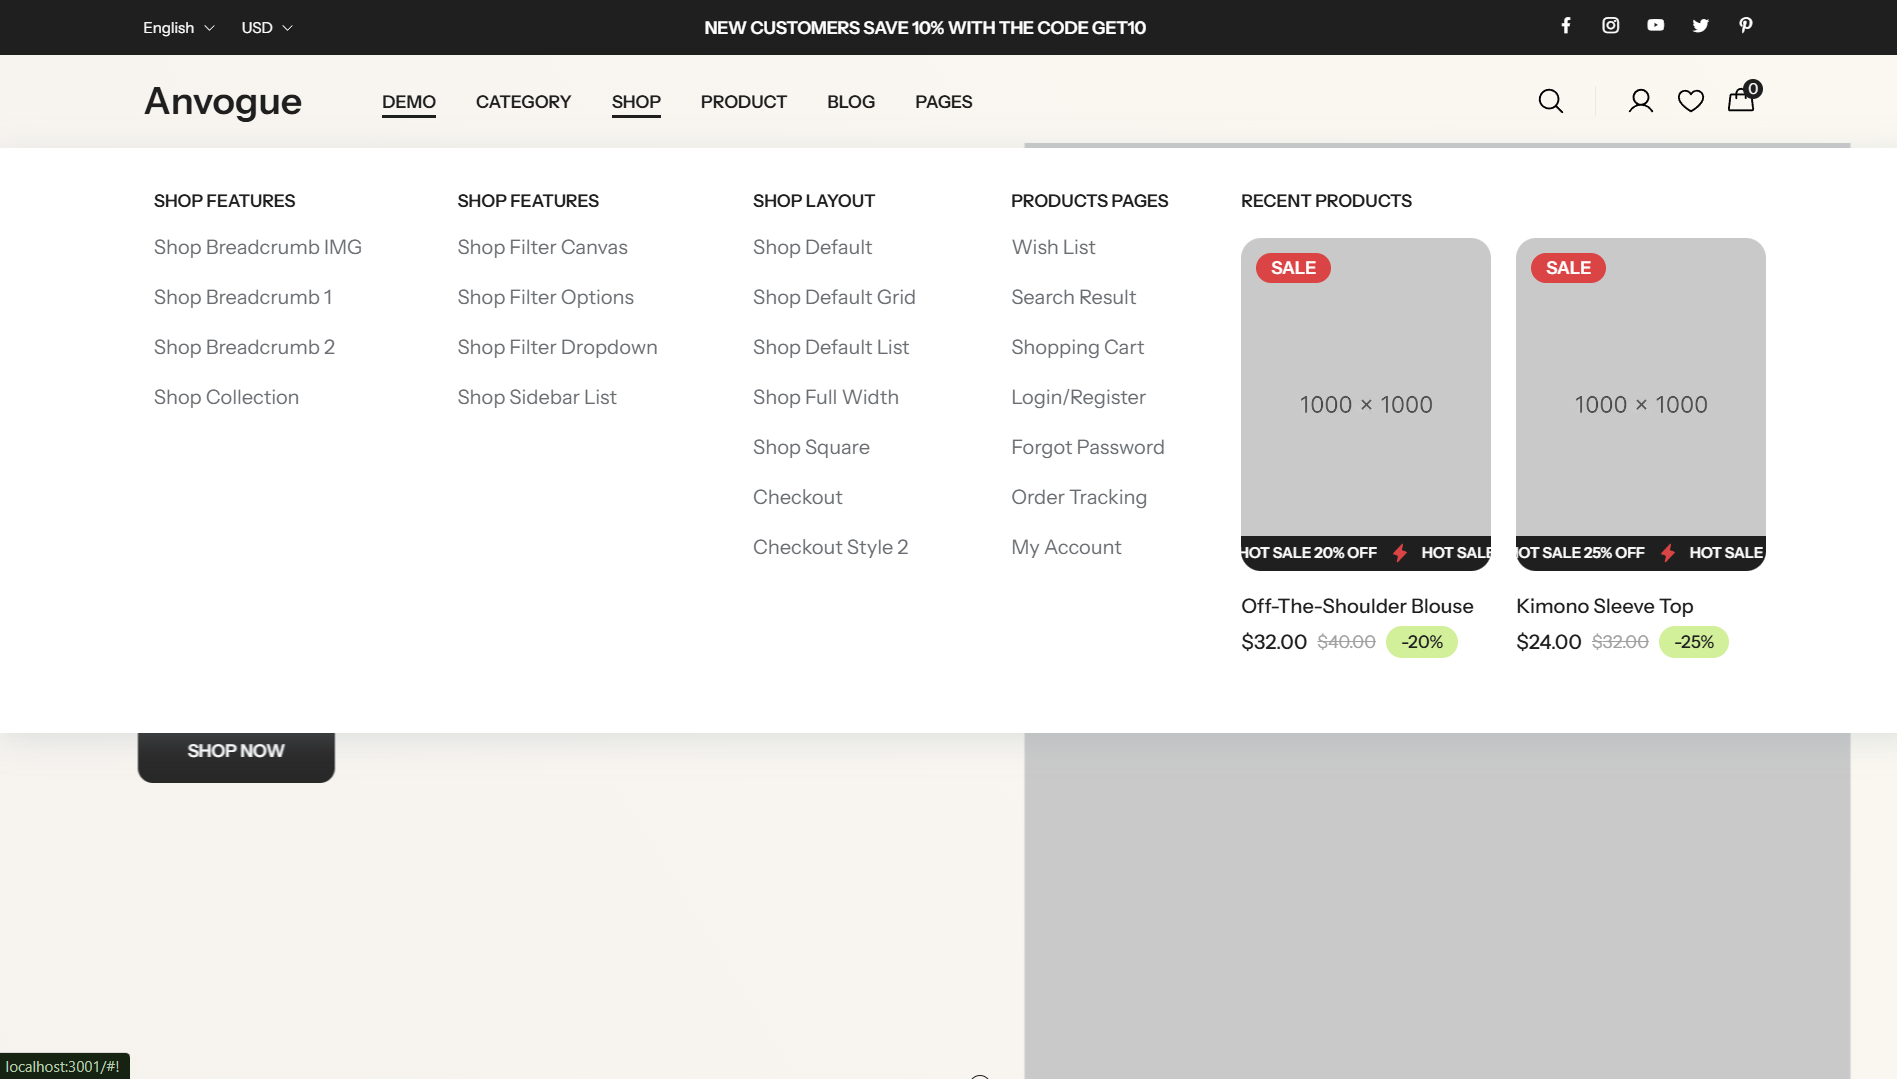 English
USD
NEW CUSTOMERS SAVE 10% WITH THE CODE GET10
Anvogue
DEMO
CATEGORY
SHOP
PRODUCT
BLOG
PAGES
0
SHOP FEATURES
Shop Breadcrumb IMG
Shop Breadcrumb 1
Shop Breadcrumb 2
Shop Collection
SHOP FEATURES
Shop Filter Canvas
Shop Filter Options
Shop Filter Dropdown
Shop Sidebar List
SHOP LAYOUT
Shop Default
Shop Default Grid
Shop Default List
Shop Full Width
Shop Square
Checkout
Checkout Style 2
PRODUCTS PAGES
Wish List
Search Result
Shopping Cart
Login/Register
Forgot Password
Order Tracking
My Account
RECENT PRODUCTS
SALE
1000 × 1000
HOT SALE 20% OFF HOT SALE
Off-The-Shoulder Blouse
$32.00 $40.00 -20%
SALE
1000 × 1000
HOT SALE 25% OFF HOT SALE
Kimono Sleeve Top
$24.00 $32.00 -25%
SHOP NOW
localhost:3001/#!